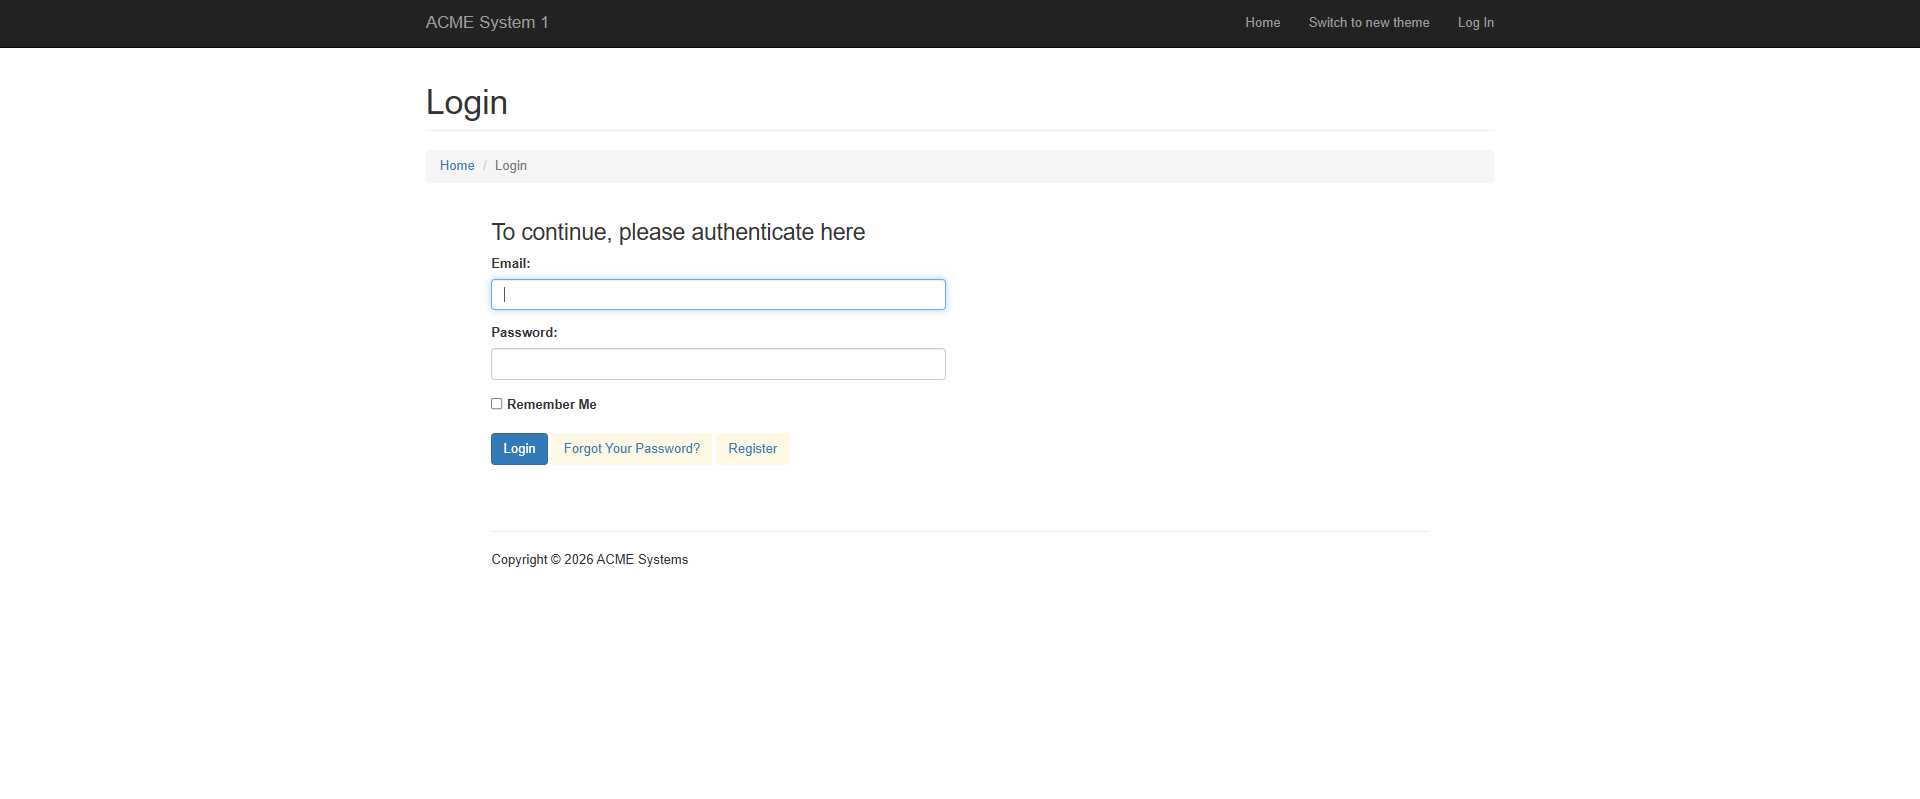 ACME System 1 Home Switch to new theme Log In
Login
Home / Login
To continue, please authenticate here
Email:
Password:
Remember Me
Login Forgot Your Password? Register
Copyright © 2026 ACME Systems